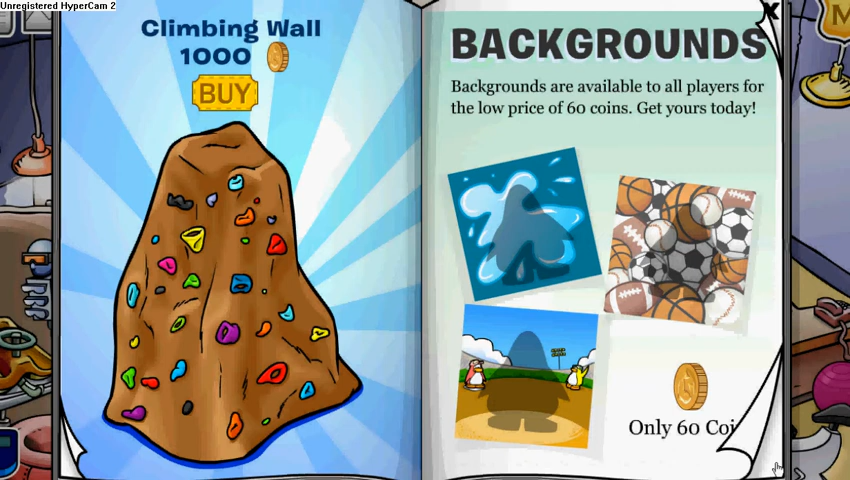 Unregistered HyperCam 2
Climbing Wall
1000
BUY
BACKGROUNDS
Backgrounds are available to all players for
the low price of 60 coins. Get yours today!
Only 60 Coi
X
M